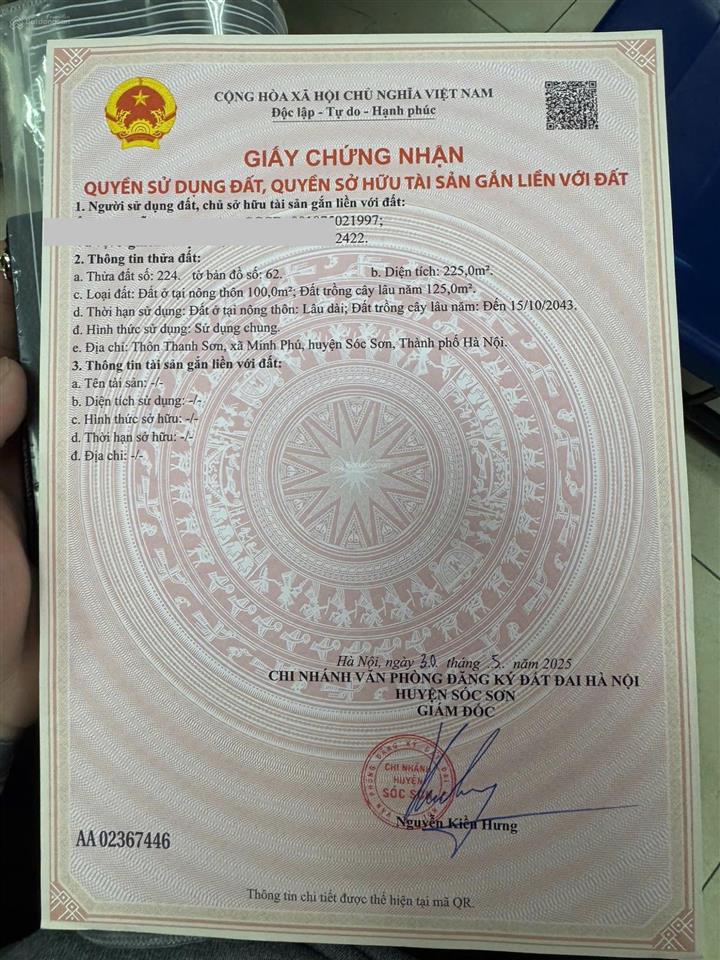 CỘNG HÒA XÃ HỘI CHỦ NGHĨA VIỆT NAM
Độc lập - Tự do - Hạnh phúc
GIẤY CHỨNG NHẬN
QUYỀN SỬ DỤNG ĐẤT, QUYỀN SỞ HỮU TÀI SẢN GẮN LIỀN VỚI ĐẤT
1. Người sử dụng đất, chủ sở hữu tài sản gắn liền với đất:
021997;
2422.
2. Thông tin thửa đất:
a. Thửa đất số: 224. tờ bản đồ số: 62. b. Diện tích: 225,0m².
c. Loại đất: Đất ở tại nông thôn 100,0m²; Đất trồng cây lâu năm 125,0m².
d. Thời hạn sử dụng: Đất ở tại nông thôn: Lâu dài; Đất trồng cây lâu năm: Đến 15/10/2043.
đ. Hình thức sử dụng: Sử dụng chung.
e. Địa chỉ: Thôn Thanh Sơn, xã Minh Phú, huyện Sóc Sơn, Thành phố Hà Nội.
3. Thông tin tài sản gắn liền với đất:
a. Tên tài sản: -/-
b. Diện tích sử dụng: -/-
c. Hình thức sở hữu: -/-
d. Thời hạn sở hữu: -/-
đ. Địa chỉ: -/-
Hà Nội, ngày 30 tháng 5 năm 2025
CHI NHÁNH VĂN PHÒNG ĐĂNG KÝ ĐẤT ĐAI HÀ NỘI
HUYỆN SÓC SƠN
GIÁM ĐỐC
CHI NHÁNH
HUYỆN
SÓC SƠN
Nguyễn Kiên Hưng
AA 02367446
Thông tin chi tiết được thể hiện tại mã QR.